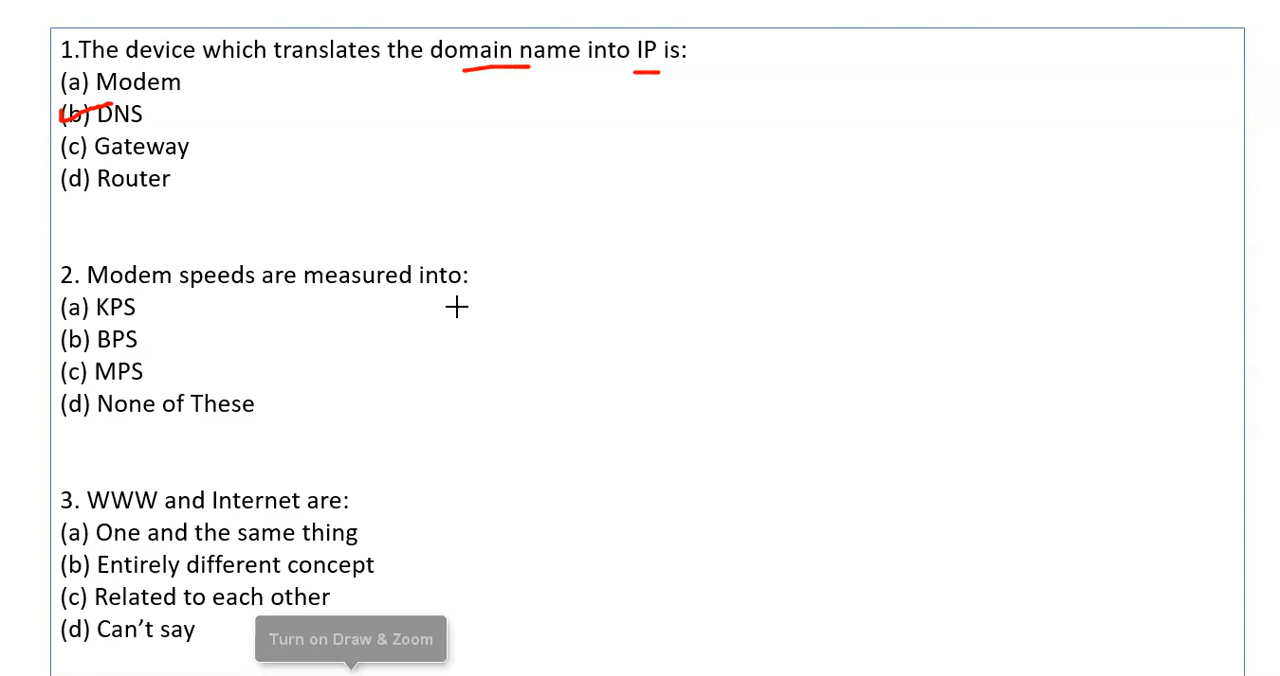 1.The device which translates the domain name into IP is:
(a) Modem
(b) DNS
(c) Gateway
(d) Router
2. Modem speeds are measured into:
(a) KPS
(b) BPS
(c) MPS
(d) None of These
3. WWW and Internet are:
(a) One and the same thing
(b) Entirely different concept
(c) Related to each other
(d) Can’t say
Turn on Draw & Zoom